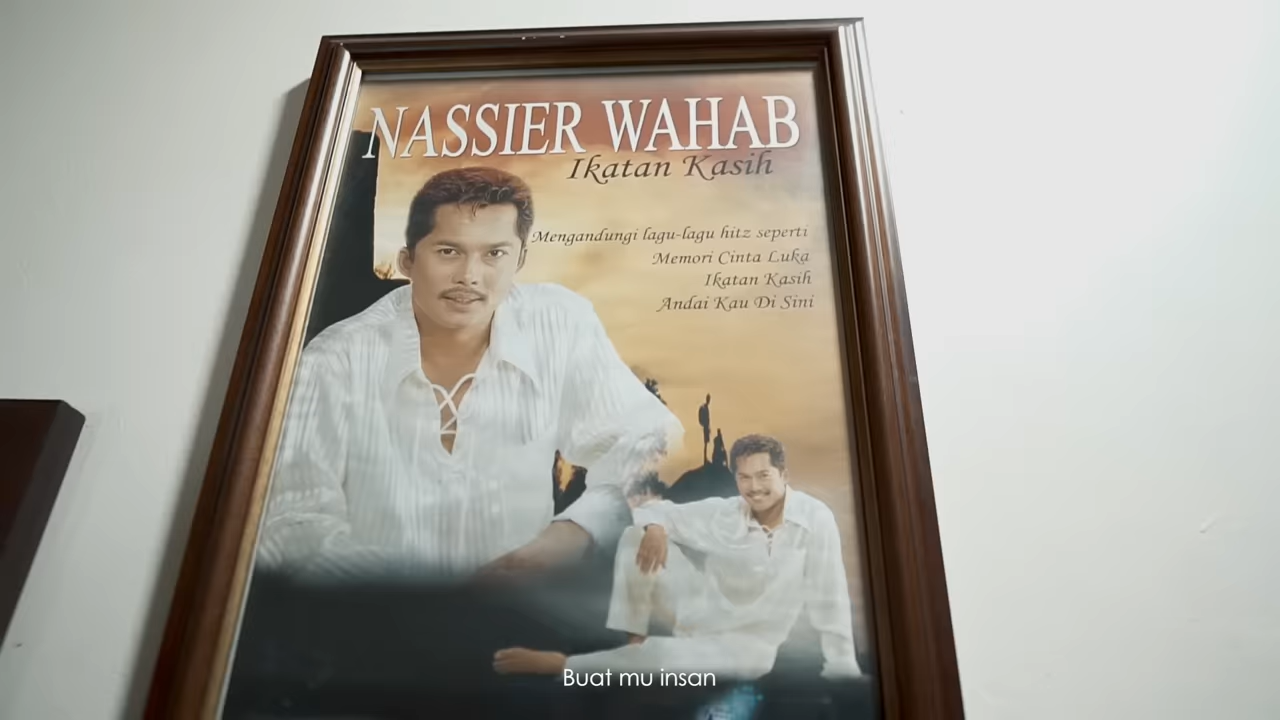 NASSIER WAHAB
Ikatan Kasih
Mengandungi lagu-lagu hitz seperti
Memori Cinta Luka
Ikatan Kasih
Andai Kau Di Sini
Buat mu insan